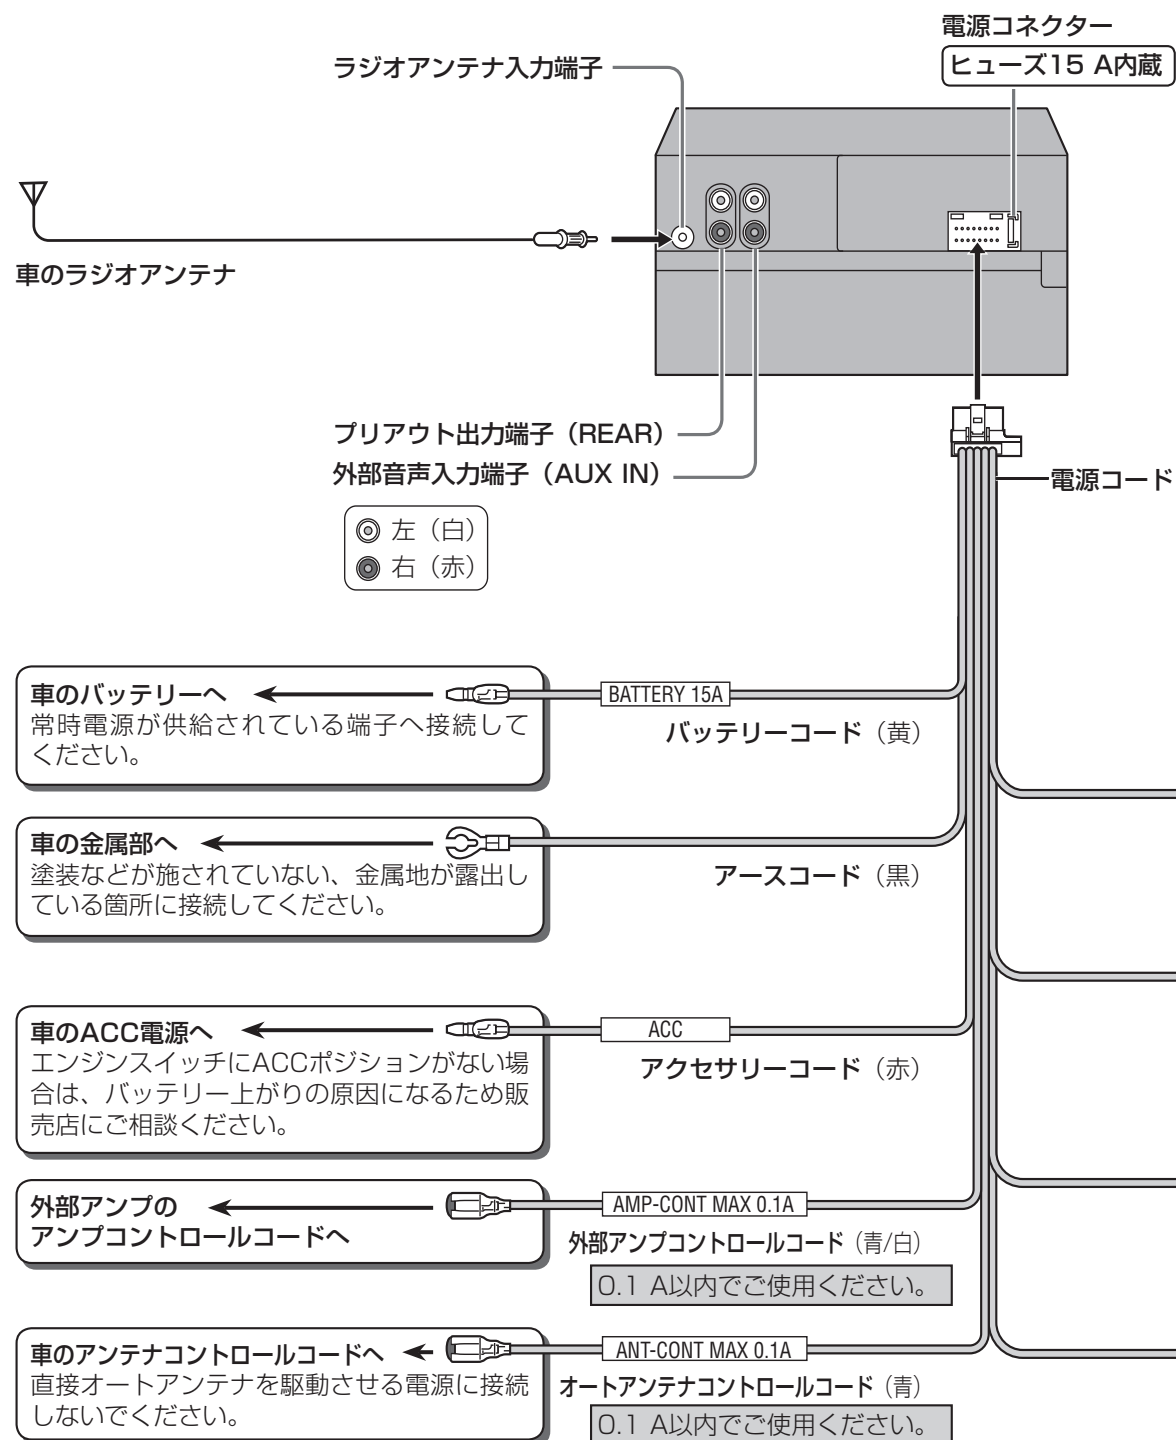 電源コネクター
ヒューズ15 A内蔵
ラジオアンテナ入力端子
車のラジオアンテナ
プリアウト出力端子（REAR）
外部音声入力端子（AUX IN）
左（白）
右（赤）
電源コード
車のバッテリーへ
常時電源が供給されている端子へ接続して
ください。
BATTERY 15A
バッテリーコード（黄）
車の金属部へ
塗装などが施されていない、金属地が露出し
ている箇所に接続してください。
アースコード（黒）
車のACC電源へ
エンジンスイッチにACCポジションがない場
合は、バッテリー上がりの原因になるため販
売店にご相談ください。
ACC
アクセサリーコード（赤）
外部アンプの
アンプコントロールコードへ
AMP-CONT MAX 0.1A
外部アンプコントロールコード（青/白）
0.1 A以内でご使用ください。
車のアンテナコントロールコードへ
直接オートアンテナを駆動させる電源に接続
しないでください。
ANT-CONT MAX 0.1A
オートアンテナコントロールコード（青）
0.1 A以内でご使用ください。